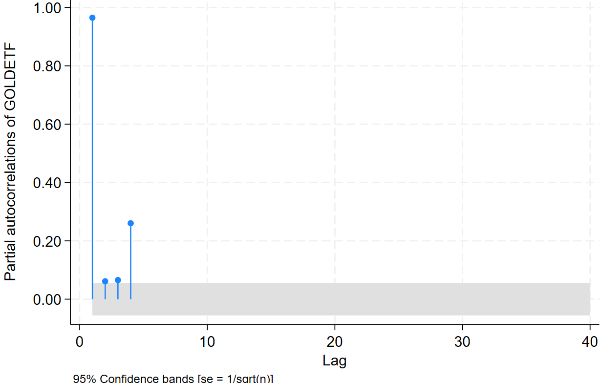 Partial autocorrelations of GOLDETF
1.00
0.80
0.60
0.40
0.20
0.00
0 10 20 30 40
Lag
95% Confidence bands [se = 1/sqrt(n)]